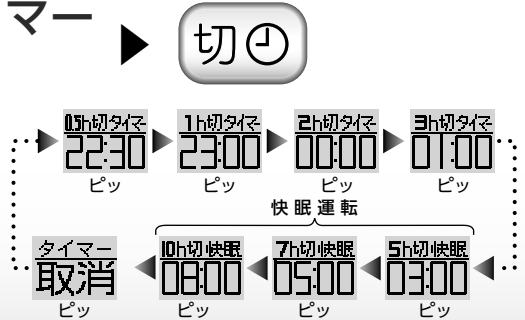 マー
切
0.5h切タイマー 1h切タイマー 2h切タイマー 3h切タイマー
22:30 23:00 00:00 01:00
ピッ ピッ ピッ ピッ
快眠運転
タイマー 10h切快眠 7h切快眠 5h切快眠
取消 08:00 05:00 03:00
ピッ ピッ ピッ ピッ